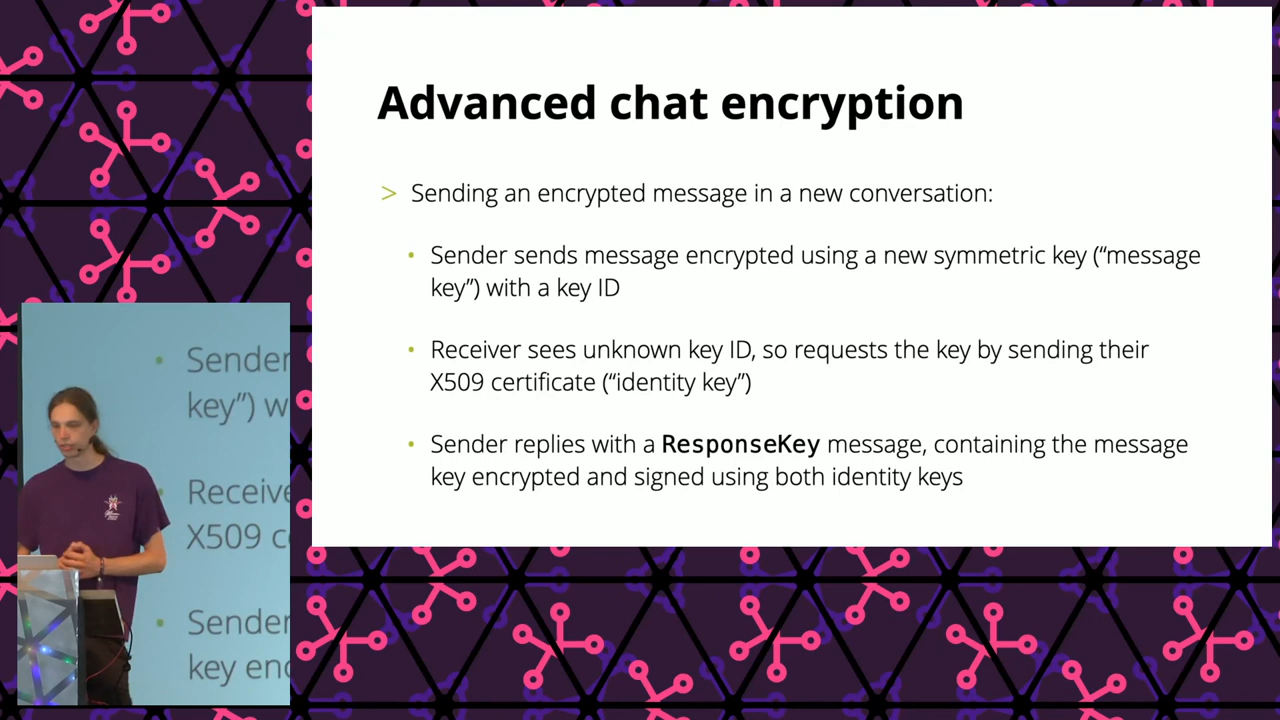 Advanced chat encryption
> Sending an encrypted message in a new conversation:
• Sender sends message encrypted using a new symmetric key (“message
key”) with a key ID
• Receiver sees unknown key ID, so requests the key by sending their
X509 certificate (“identity key”)
• Sender replies with a ResponseKey message, containing the message
key encrypted and signed using both identity keys
• Sender
key”) w
Receive
X509 c
• Sender
key enc